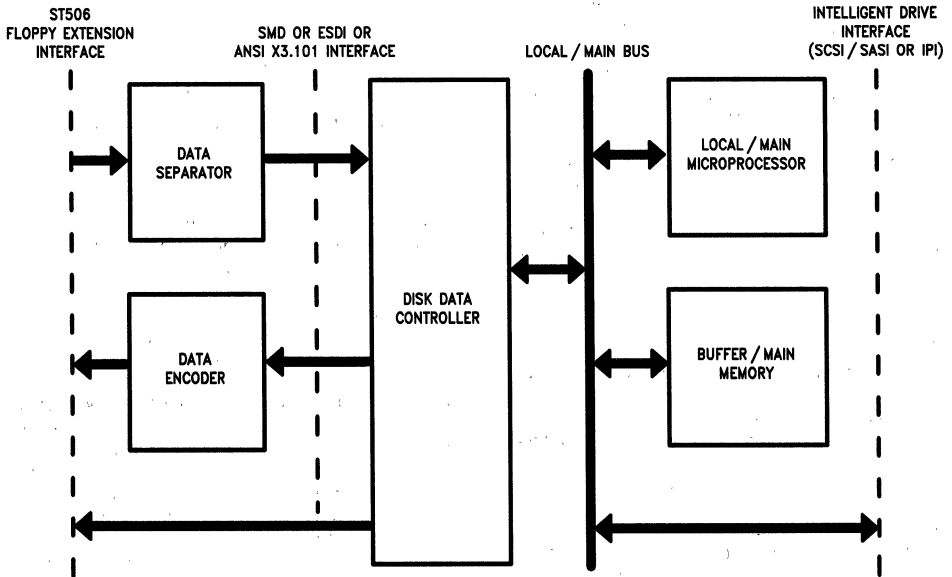 ST506
FLOPPY EXTENSION
INTERFACE
SMD OR ESDI OR
ANSI X3.101 INTERFACE
LOCAL / MAIN BUS
INTELLIGENT DRIVE
INTERFACE
(SCSI / SASI OR IPI)
DATA
SEPARATOR
LOCAL / MAIN
MICROPROCESSOR
DISK DATA
CONTROLLER
DATA
ENCODER
BUFFER / MAIN
MEMORY